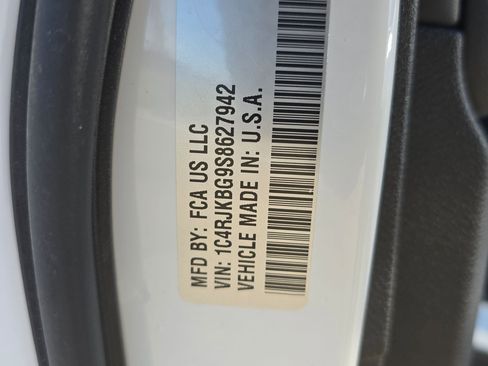 MFD BY: FCA US LLC
VIN: 1C4RJKBG9S8627942
VEHICLE MADE IN: U.S.A.